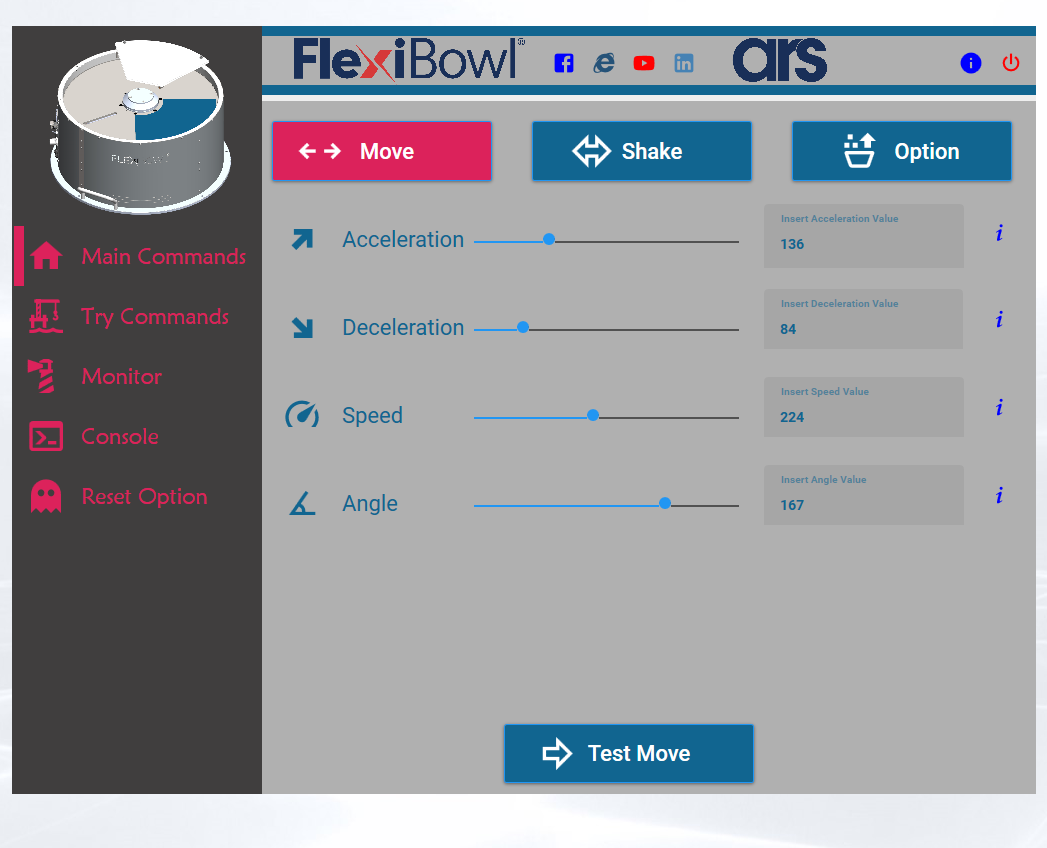 FlexiBowl®
ars
Move
Shake
Option
Main Commands
Try Commands
Monitor
Console
Reset Option
Acceleration
Insert Acceleration Value
136
i
Deceleration
Insert Deceleration Value
84
i
Speed
Insert Speed Value
224
i
Angle
Insert Angle Value
167
i
Test Move